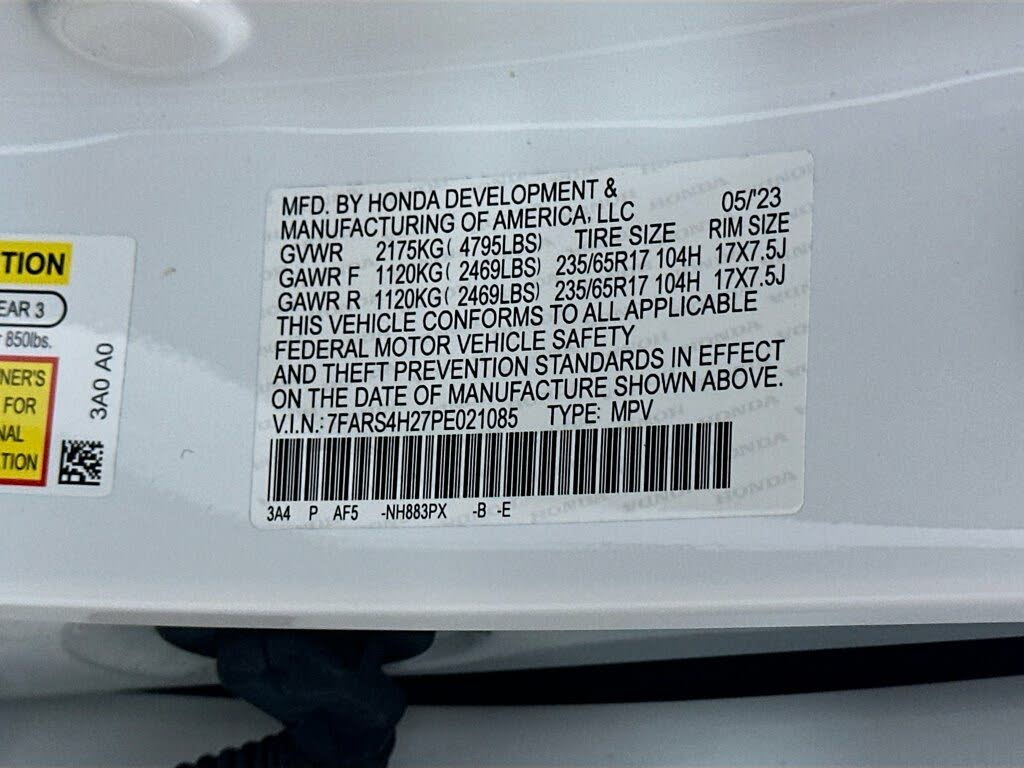 MFD. BY HONDA DEVELOPMENT &
MANUFACTURING OF AMERICA, LLC 05/'23
GVWR 2175KG( 4795LBS) TIRE SIZE RIM SIZE
GAWR F 1120KG( 2469LBS) 235/65R17 104H 17X7.5J
GAWR R 1120KG( 2469LBS) 235/65R17 104H 17X7.5J
THIS VEHICLE CONFORMS TO ALL APPLICABLE
FEDERAL MOTOR VEHICLE SAFETY
AND THEFT PREVENTION STANDARDS IN EFFECT
ON THE DATE OF MANUFACTURE SHOWN ABOVE.
V.I.N.: 7FARS4H27PE021085 TYPE: MPV
3A4 P AF5 -NH883PX -B -E
TION
EAR 3
850lbs.
NER'S
FOR
NAL
TION
3A0 A0